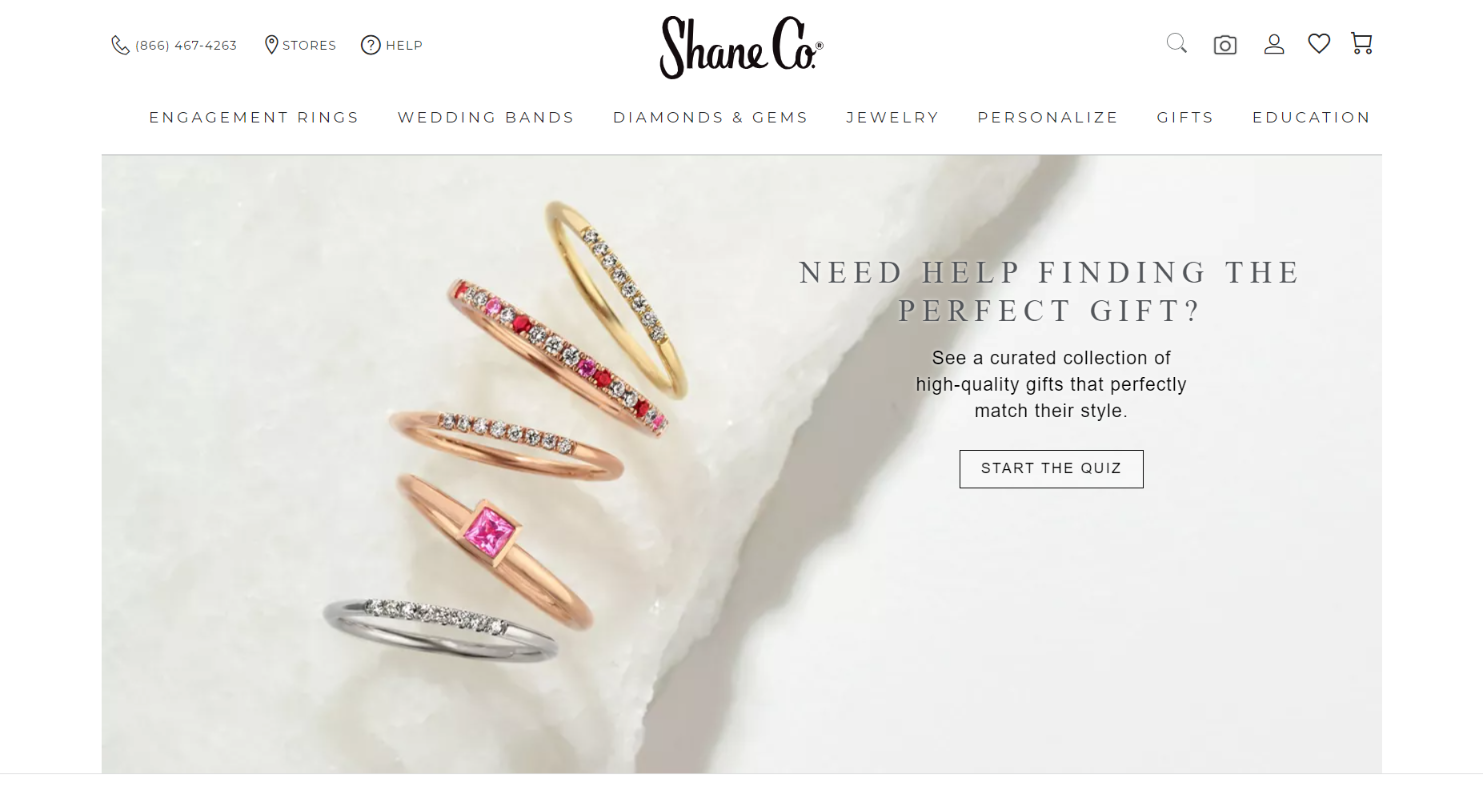 (866) 467-4263
STORES
HELP
Shane Co.®
ENGAGEMENT RINGS
WEDDING BANDS
DIAMONDS & GEMS
JEWELRY
PERSONALIZE
GIFTS
EDUCATION
NEED HELP FINDING THE
PERFECT GIFT?
See a curated collection of
high-quality gifts that perfectly
match their style.
START THE QUIZ